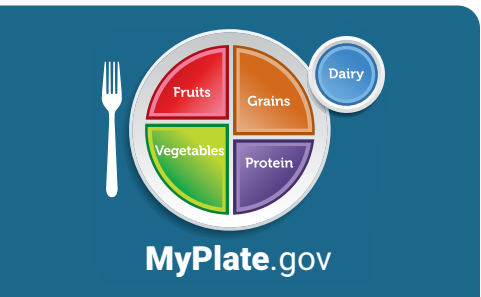 Fruits
Grains
Dairy
Vegetables
Protein
MyPlate.gov